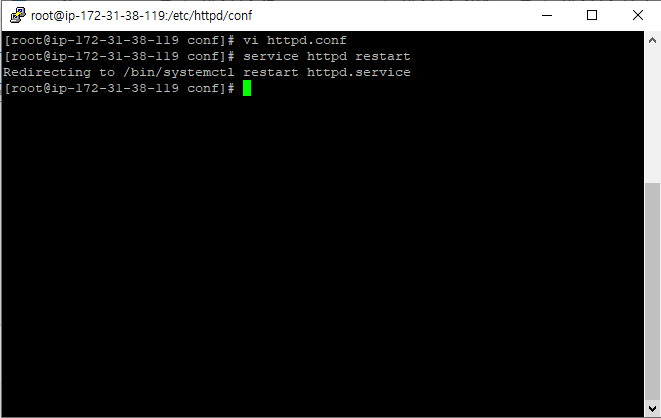 root@ip-172-31-38-119:/etc/httpd/conf
[root@ip-172-31-38-119 conf]# vi httpd.conf
[root@ip-172-31-38-119 conf]# service httpd restart
Redirecting to /bin/systemctl restart httpd.service
[root@ip-172-31-38-119 conf]#